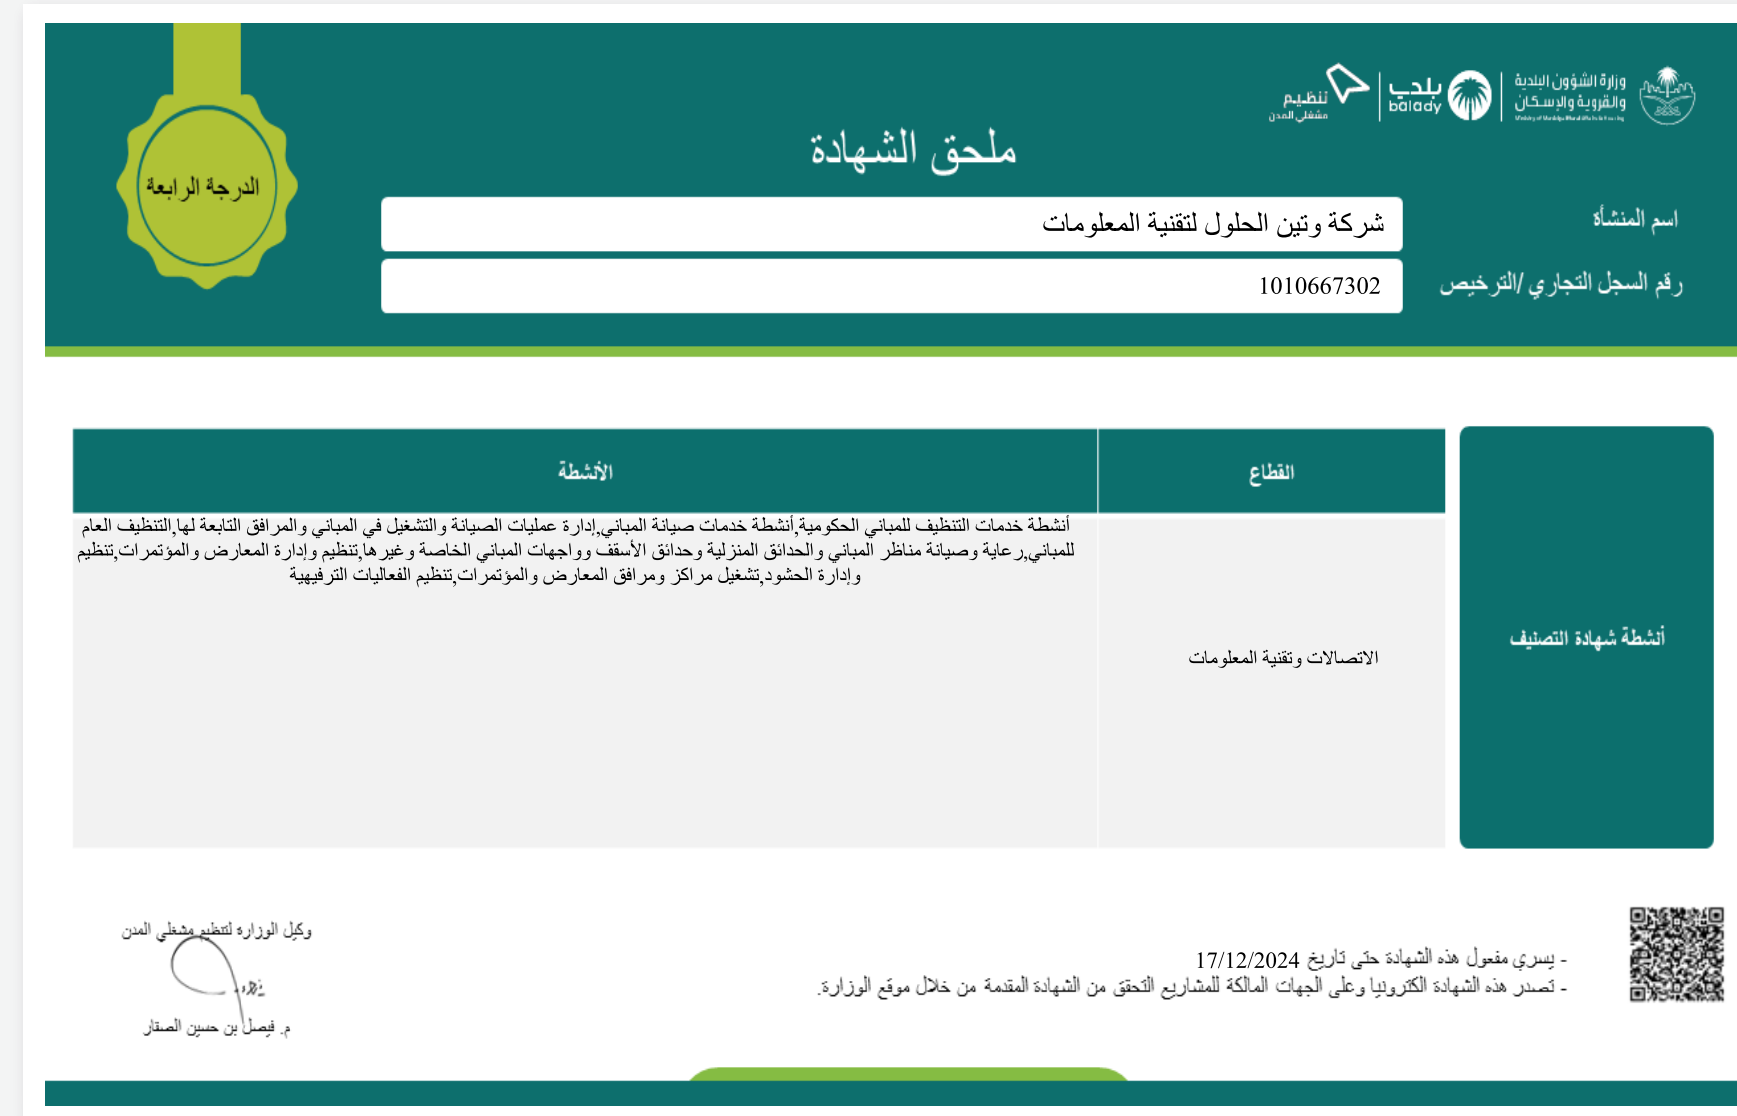 وزارة الشؤون البلدية
والقروية والإسكان
بلدي
balady
تنظيم
مشغلي المدن
ملحق الشهادة
الدرجة الرابعة
اسم المنشأة
شركة وتين الحلول لتقنية المعلومات
رقم السجل التجاري /الترخيص
1010667302
القطاع
الأنشطة
أنشطة شهادة التصنيف
الاتصالات وتقنية المعلومات
أنشطة خدمات التنظيف للمباني الحكومية,أنشطة خدمات صيانة المباني,إدارة عمليات الصيانة والتشغيل في المباني والمرافق التابعة لها,التنظيف العام
للمباني,رعاية وصيانة مناظر المباني والحدائق المنزلية وحدائق الأسقف وواجهات المباني الخاصة وغيرها,تنظيم وإدارة المعارض والمؤتمرات,تنظيم
وإدارة الحشود,تشغيل مراكز ومرافق المعارض والمؤتمرات,تنظيم الفعاليات الترفيهية
- يسري مفعول هذه الشهادة حتى تاريخ 17/12/2024
- تصدر هذه الشهادة الكترونيا وعلى الجهات المالكة للمشاريع التحقق من الشهادة المقدمة من خلال موقع الوزارة.
وكيل الوزارة لتنظيم مشغلي المدن
م. فيصل بن حسين الصفار